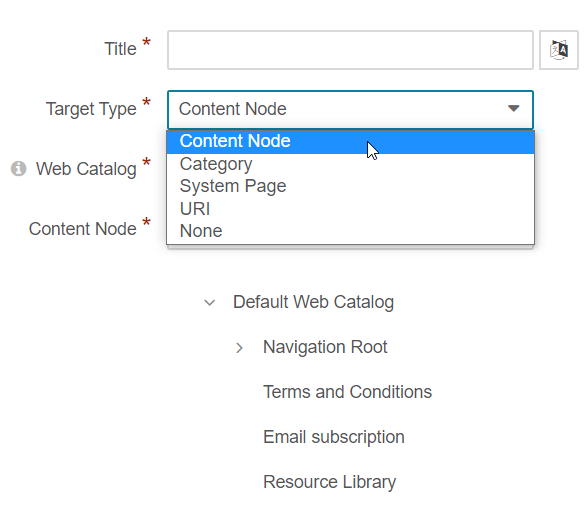 Title *
Target Type * Content Node
Content Node
Web Catalog * Category
System Page
URI
Content Node * None
Default Web Catalog
Navigation Root
Terms and Conditions
Email subscription
Resource Library